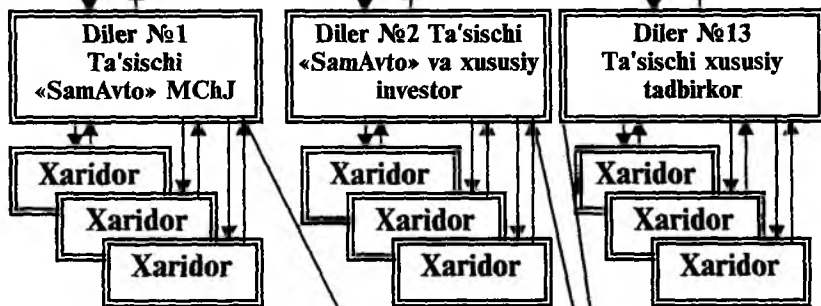 Diler №1
Ta'sischi
«SamAvto» MChJ
Diler №2 Ta'sischi
«SamAvto» va xususiy
investor
Diler №13
Ta'sischi xususiy
tadbirkor
Xaridor
Xaridor
Xaridor
Xaridor
Xaridor
Xaridor
Xaridor
Xaridor
Xaridor